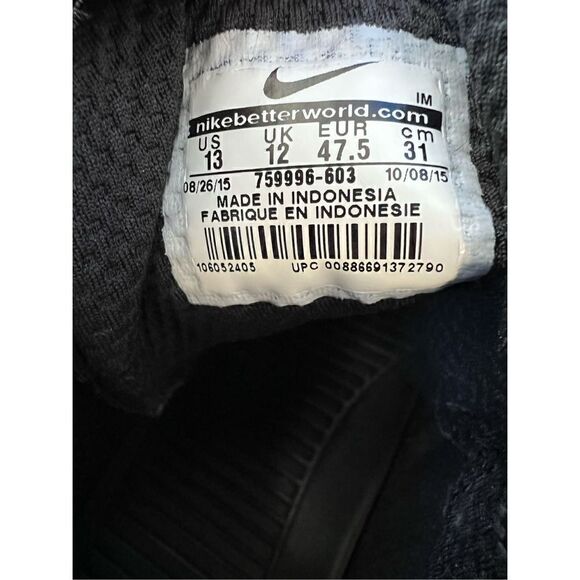 IM
nikebetterworld.com
US UK EUR cm
13 12 47.5 31
08/26/15 759996-603 10/08/15
MADE IN INDONESIA
FABRIQUE EN INDONESIE
106052405 UPC 00886691372790